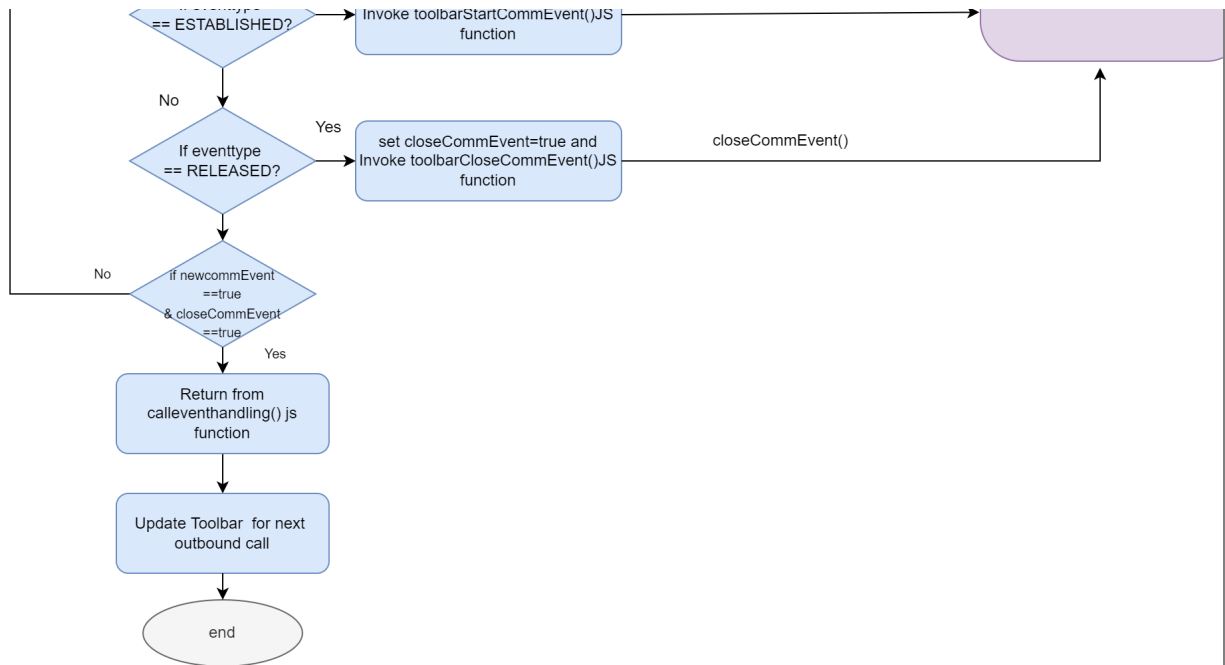 If eventtype
== ESTABLISHED?
Invoke toolbarStartCommEvent()JS
function
No
Yes
If eventtype
== RELEASED?
set closeCommEvent=true and
Invoke toolbarCloseCommEvent()JS
function
closeCommEvent()
No
if newcommEvent
==true
& closeCommEvent
==true
Yes
Return from
calleventhandling() js
function
Update Toolbar for next
outbound call
end